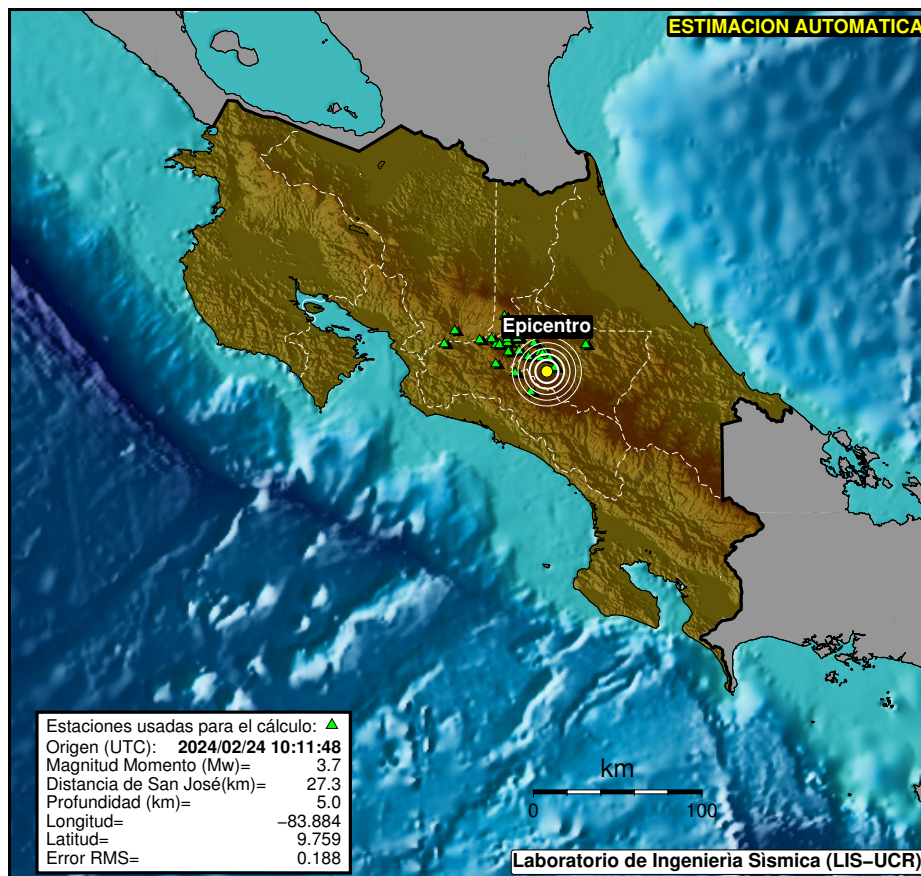 ESTIMACION AUTOMATICA
Epicentro
Estaciones usadas para el cálculo:
Origen (UTC): 2024/02/24 10:11:48
Magnitud Momento (Mw)= 3.7
Distancia de San José(km)= 27.3
Profundidad (km)= 5.0
Longitud= −83.884
Latitud= 9.759
Error RMS= 0.188
km
0 100
Laboratorio de Ingenierìa Sìsmica (LIS−UCR)